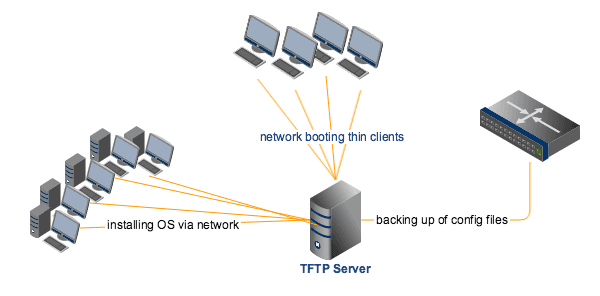 network booting thin clients
installing OS via network
backing up of config files
TFTP Server